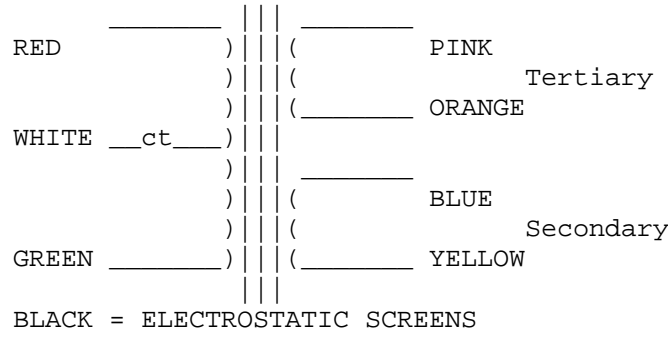 RED PINK
Tertiary
ORANGE
WHITE ct
BLUE
Secondary
GREEN YELLOW
BLACK = ELECTROSTATIC SCREENS